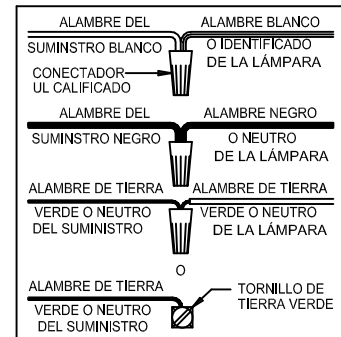 ALAMBRE DEL
SUMINSTRO BLANCO
ALAMBRE BLANCO
O IDENTIFICADO
DE LA LÁMPARA
CONECTADOR
UL CALIFICADO
ALAMBRE DEL
SUMINSTRO NEGRO
ALAMBRE NEGRO
O NEUTRO
DE LA LÁMPARA
ALAMBRE DE TIERRA
VERDE O NEUTRO
DEL SUMINISTRO
ALAMBRE DE TIERRA
VERDE O NEUTRO
DE LA LÁMPARA
O
ALAMBRE DE TIERRA
VERDE O NEUTRO
DEL SUMINISTRO
TORNILLO DE
TIERRA VERDE